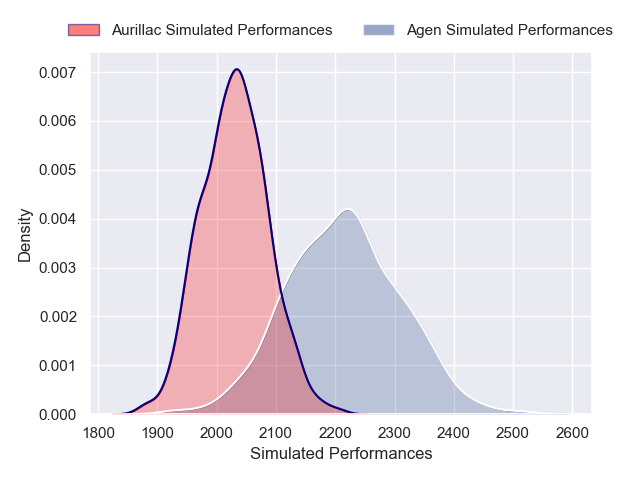 Aurillac Simulated Performances Agen Simulated Performances
0.007
0.006
0.005
0.004
0.003
0.002
0.001
0.000
Density
1800 1900 2000 2100 2200 2300 2400 2500 2600
Simulated Performances